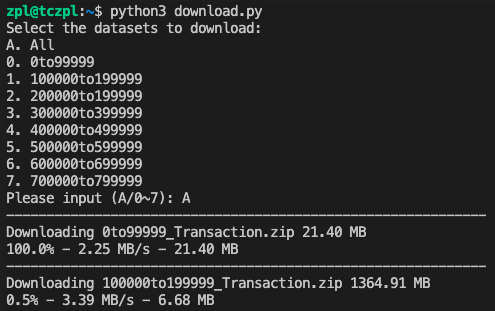 zpl@tczpl:~$ python3 download.py
Select the datasets to download:
A. All
0. 0to99999
1. 100000to199999
2. 200000to199999
3. 300000to399999
4. 400000to499999
5. 500000to599999
6. 600000to699999
7. 700000to799999
Please input (A/0~7): A
Downloading 0to99999_Transaction.zip 21.40 MB
100.0% - 2.25 MB/s - 21.40 MB
Downloading 100000to199999_Transaction.zip 1364.91 MB
0.5% - 3.39 MB/s - 6.68 MB